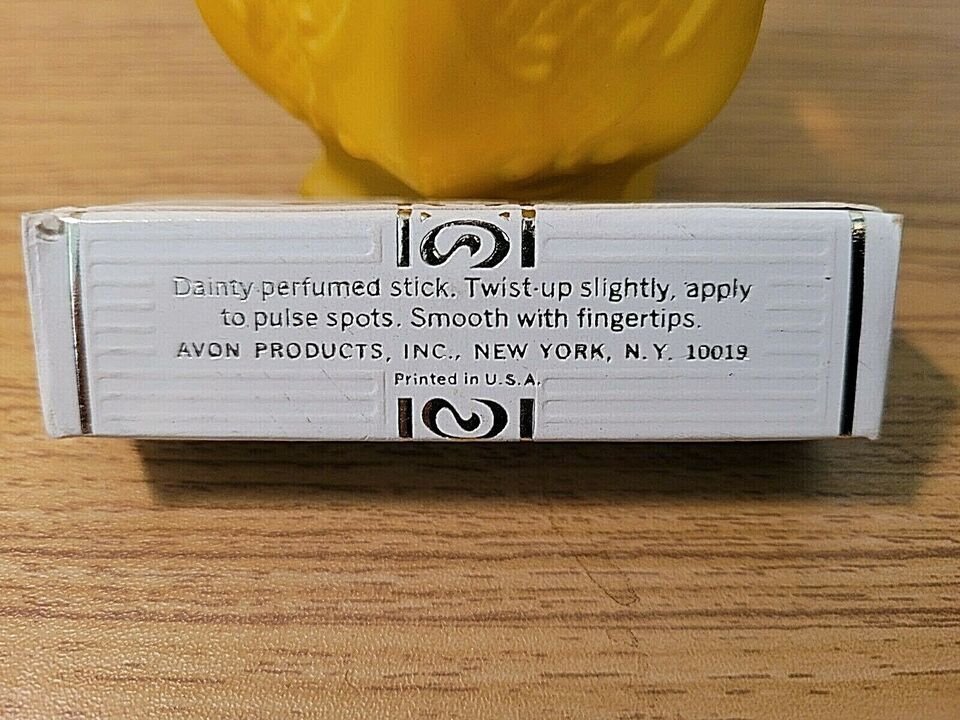 Dainty perfumed stick. Twist-up slightly, apply
to pulse spots. Smooth with fingertips.
AVON PRODUCTS, INC., NEW YORK, N.Y. 10019
Printed in U.S.A.